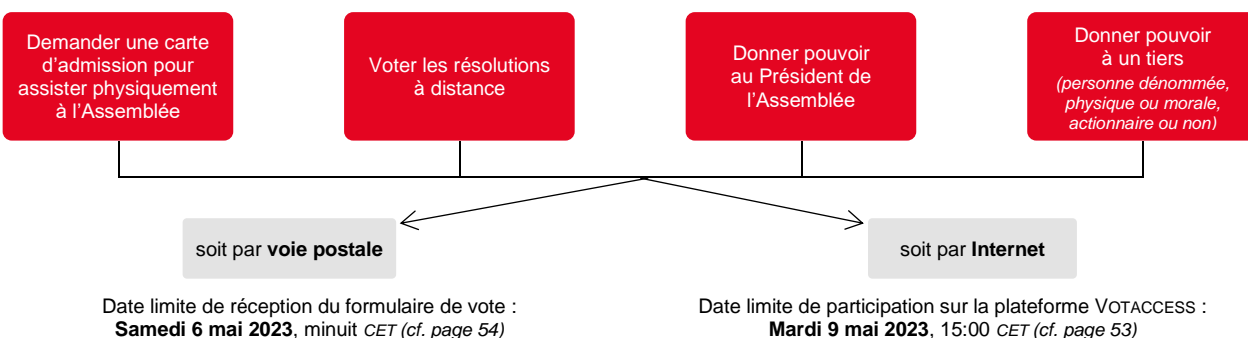 Demander une carte
d’admission pour
assister physiquement
à l’Assemblée
Voter les résolutions
à distance
Donner pouvoir
au Président de
l’Assemblée
Donner pouvoir
à un tiers
(personne dénommée,
physique ou morale,
actionnaire ou non)
soit par voie postale
soit par Internet
Date limite de réception du formulaire de vote :
Samedi 6 mai 2023, minuit CET (cf. page 54)
Date limite de participation sur la plateforme VOTACCESS :
Mardi 9 mai 2023, 15:00 CET (cf. page 53)